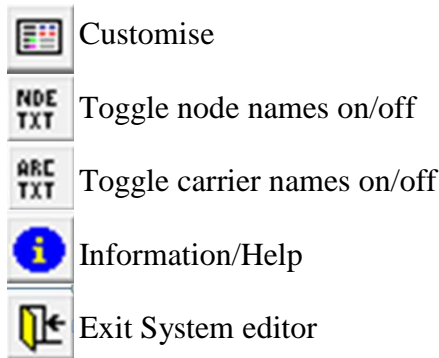 Customise
NDE
TXT
Toggle node names on/off
ARC
TXT
Toggle carrier names on/off
i
Information/Help
Exit System editor